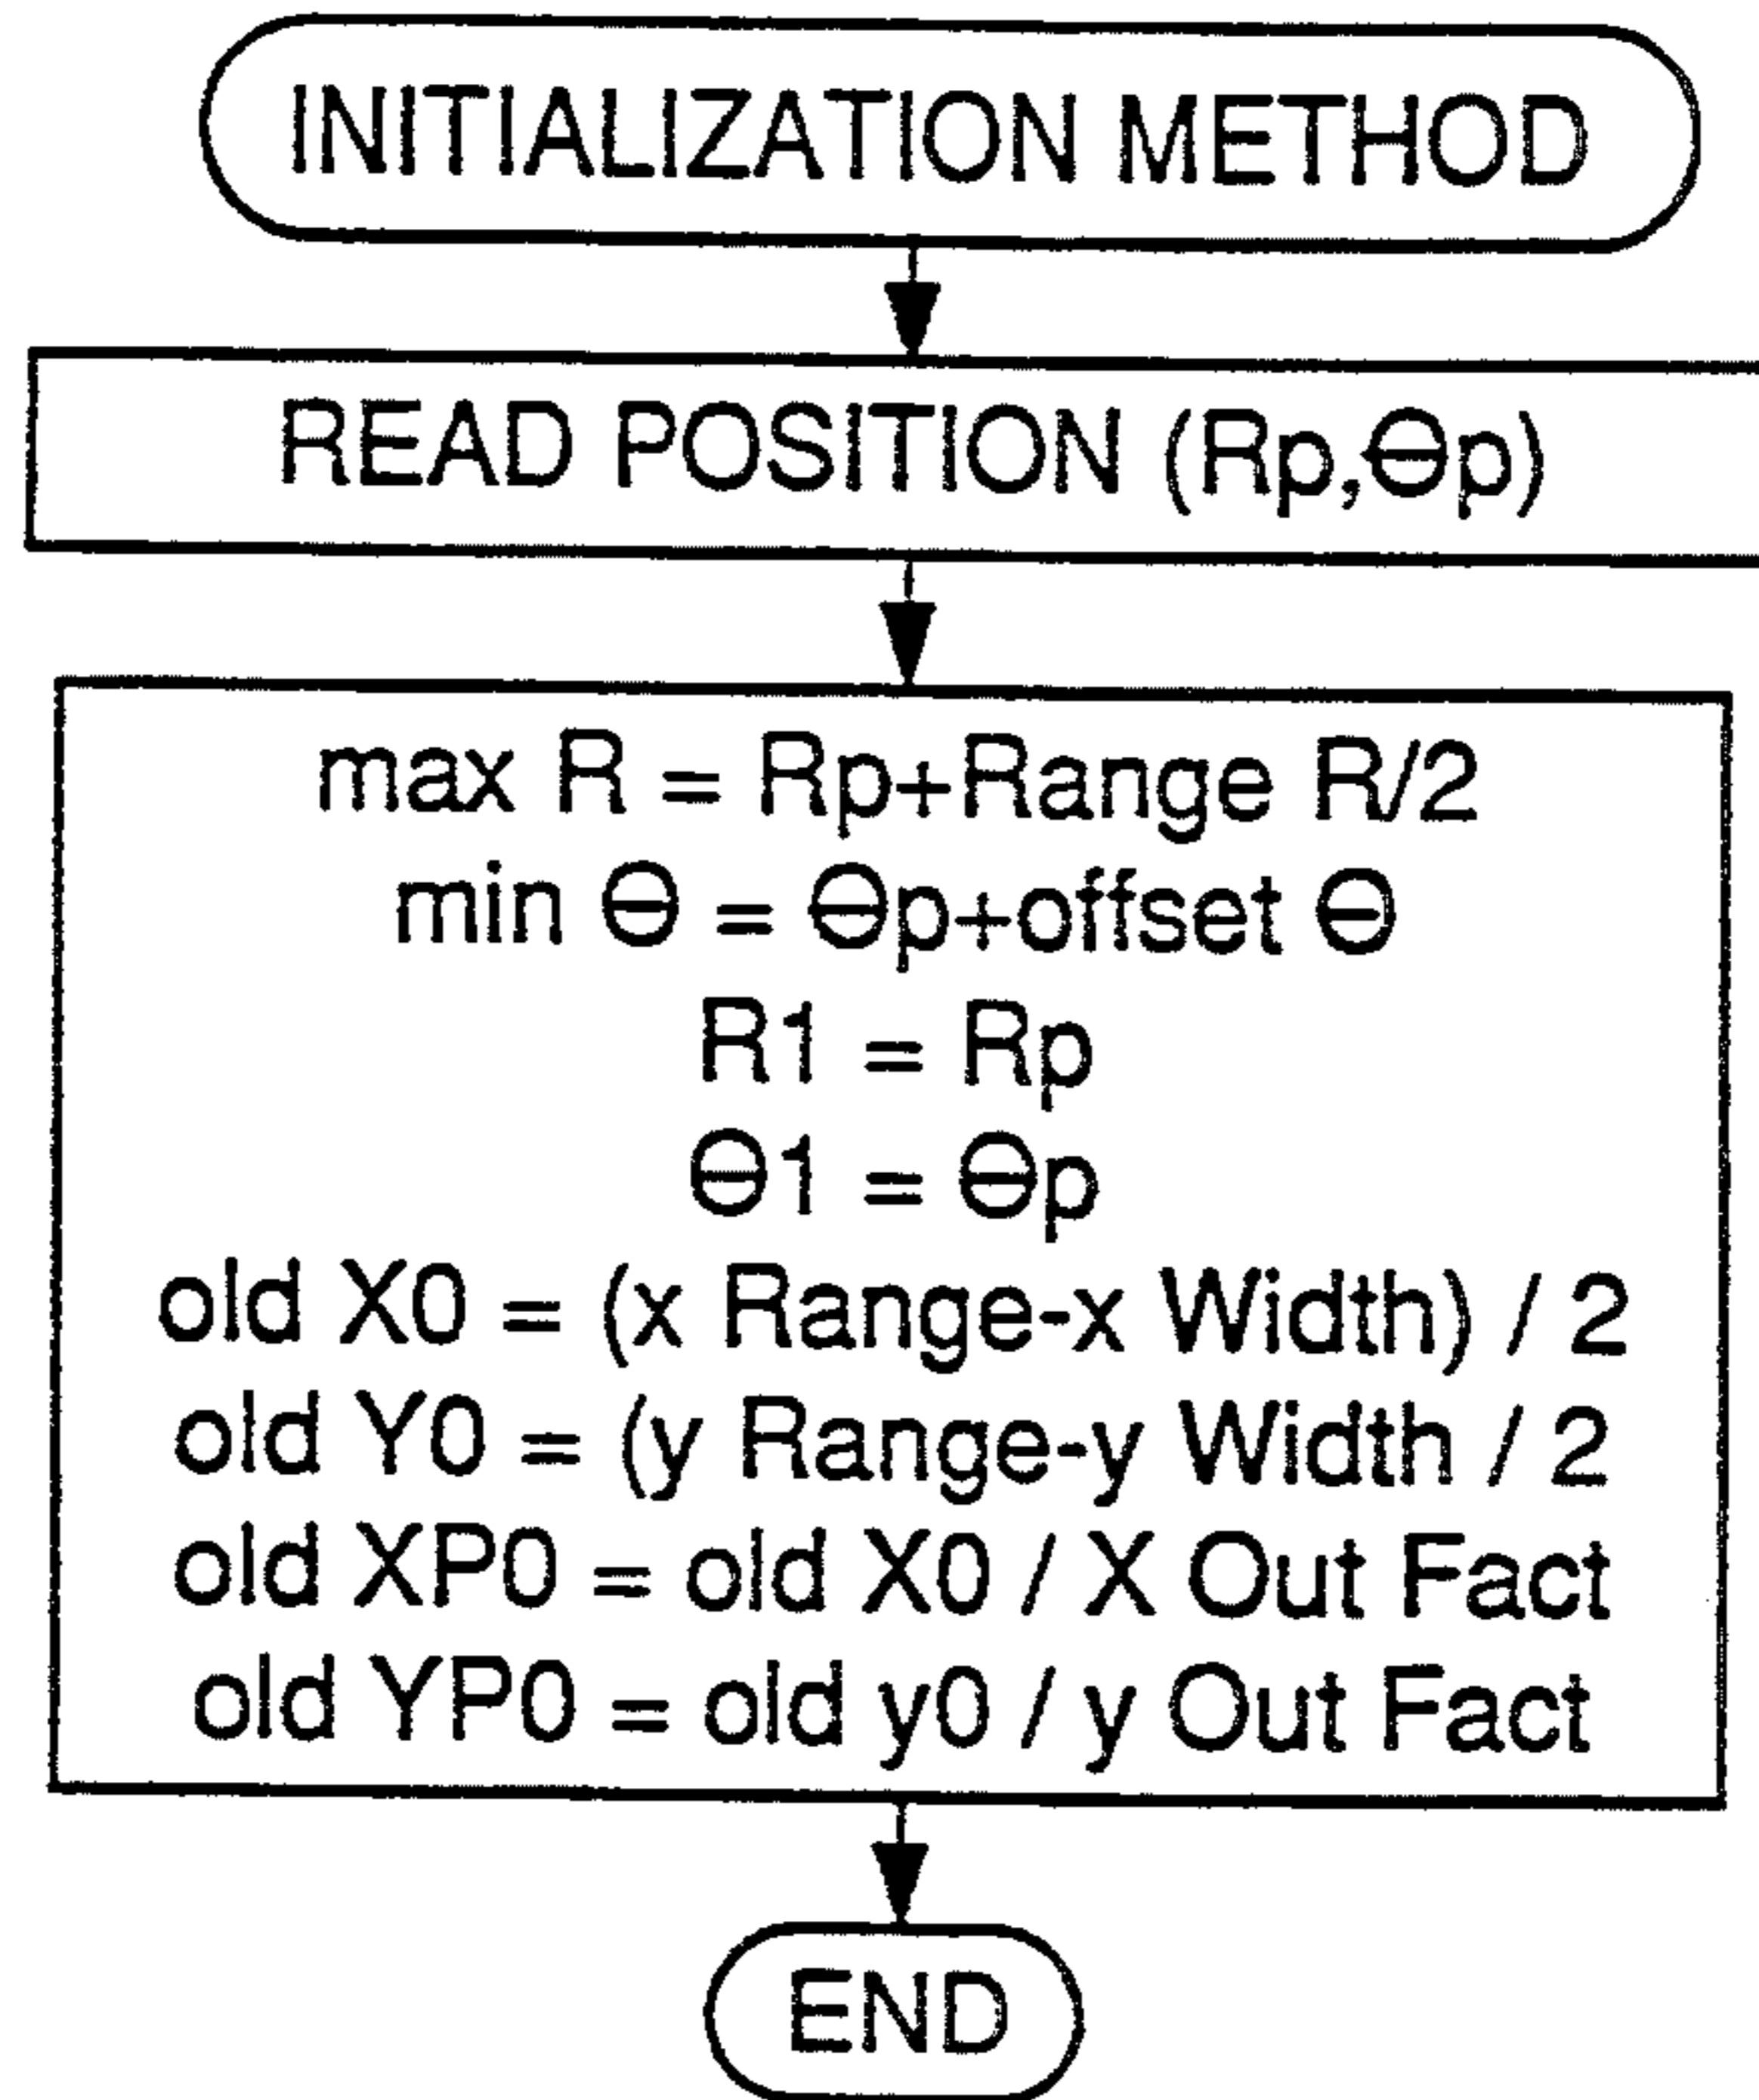 INITIALIZATION METHOD
READ POSITION (Rp,Θp)
max R = Rp+Range R/2
min Θ = Θp+offset Θ
R1 = Rp
Θ1 = Θp
old X0 = (x Range-x Width) / 2
old Y0 = (y Range-y Width / 2
old XP0 = old X0 / X Out Fact
old YP0 = old y0 / y Out Fact
END